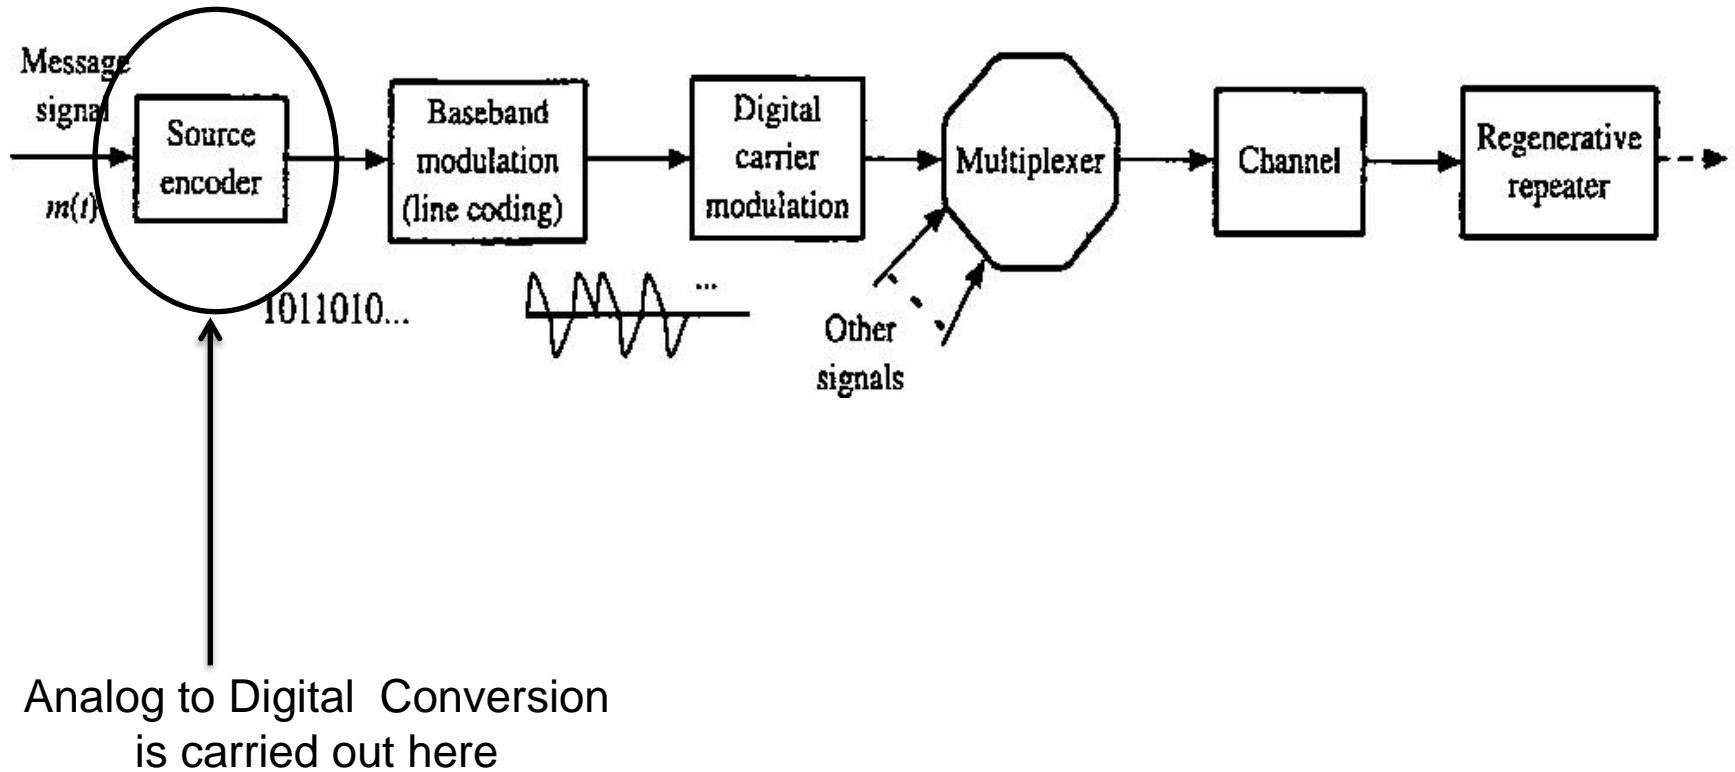 Message
signal
m(t)
Source
encoder
1011010...
Baseband
modulation
(line coding)
...
Digital
carrier
modulation
Multiplexer
Other
signals
Channel
Regenerative
repeater
Analog to Digital  Conversion
is carried out here